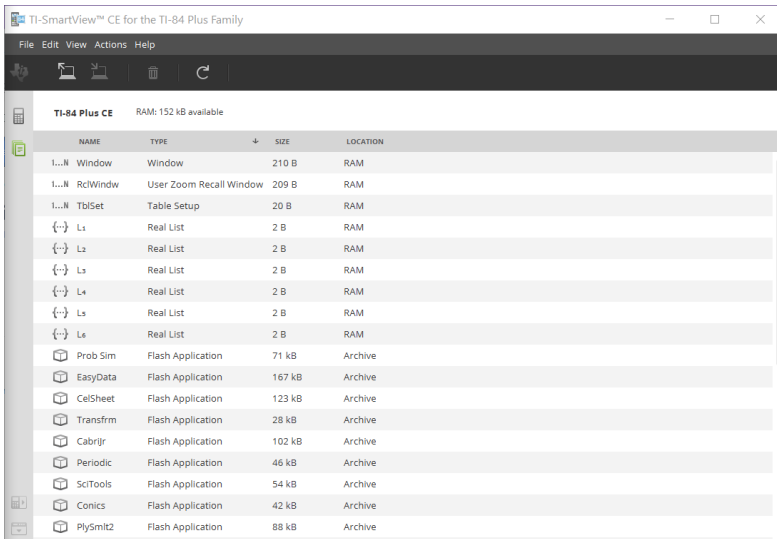 TI-SmartView™ CE for the TI-84 Plus Family
File Edit View Actions Help
TI-84 Plus CE RAM: 152 kB available
NAME TYPE SIZE LOCATION
1...N Window Window 210 B RAM
1...N RclWindw User Zoom Recall Window 209 B RAM
1...N TblSet Table Setup 20 B RAM
{···} L₁ Real List 2 B RAM
{···} L₂ Real List 2 B RAM
{···} L₃ Real List 2 B RAM
{···} L₄ Real List 2 B RAM
{···} L₅ Real List 2 B RAM
{···} L₆ Real List 2 B RAM
Prob Sim Flash Application 71 kB Archive
EasyData Flash Application 167 kB Archive
CelSheet Flash Application 123 kB Archive
Transfrm Flash Application 28 kB Archive
CabriJr Flash Application 102 kB Archive
Periodic Flash Application 46 kB Archive
SciTools Flash Application 54 kB Archive
Conics Flash Application 42 kB Archive
PlySmlt2 Flash Application 88 kB Archive